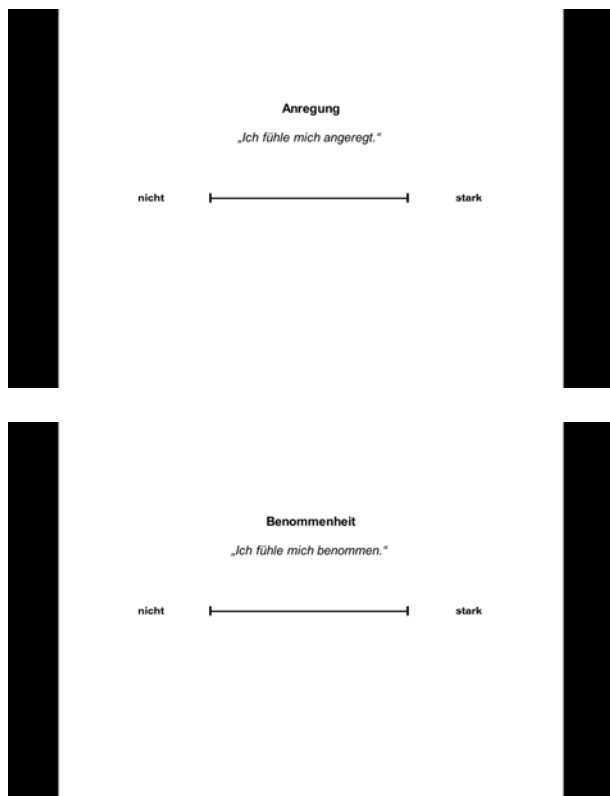 Anregung
„Ich fühle mich angeregt.“
nicht stark
Benommenheit
„Ich fühle mich benommen.“
nicht stark